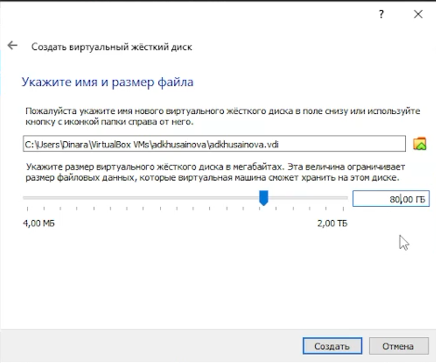 ?
Создать виртуальный жёсткий диск
Укажите имя и размер файла
Пожалуйста укажите имя нового виртуального жёсткого диска в поле снизу или используйте
кнопку с иконкой папки справа от него.
C:\Users\Dinara\VirtualBox VMs\adkhusainova\adkhusainova.vdi
Укажите размер виртуального жёсткого диска в мегабайтах. Эта величина ограничивает
размер файловых данных, которые виртуальная машина сможет хранить на этом диске.
80,00 ГБ
4,00 МБ 2,00 ТБ
Создать Отмена